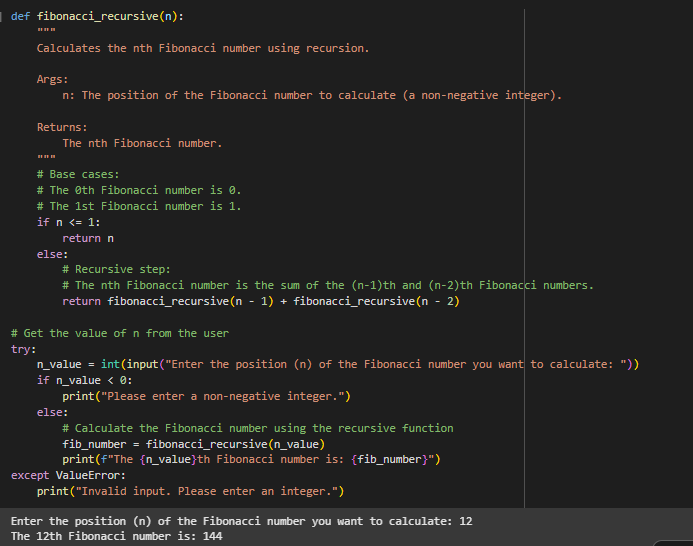 def fibonacci_recursive(n):
    """
    Calculates the nth Fibonacci number using recursion.

    Args:
        n: The position of the Fibonacci number to calculate (a non-negative integer).

    Returns:
        The nth Fibonacci number.
    """
    # Base cases:
    # The 0th Fibonacci number is 0.
    # The 1st Fibonacci number is 1.
    if n <= 1:
        return n
    else:
        # Recursive step:
        # The nth Fibonacci number is the sum of the (n-1)th and (n-2)th Fibonacci numbers.
        return fibonacci_recursive(n - 1) + fibonacci_recursive(n - 2)

# Get the value of n from the user
try:
    n_value = int(input("Enter the position (n) of the Fibonacci number you want to calculate: "))
    if n_value < 0:
        print("Please enter a non-negative integer.")
    else:
        # Calculate the Fibonacci number using the recursive function
        fib_number = fibonacci_recursive(n_value)
        print(f"The {n_value}th Fibonacci number is: {fib_number}")
except ValueError:
    print("Invalid input. Please enter an integer.")
Enter the position (n) of the Fibonacci number you want to calculate: 12
The 12th Fibonacci number is: 144